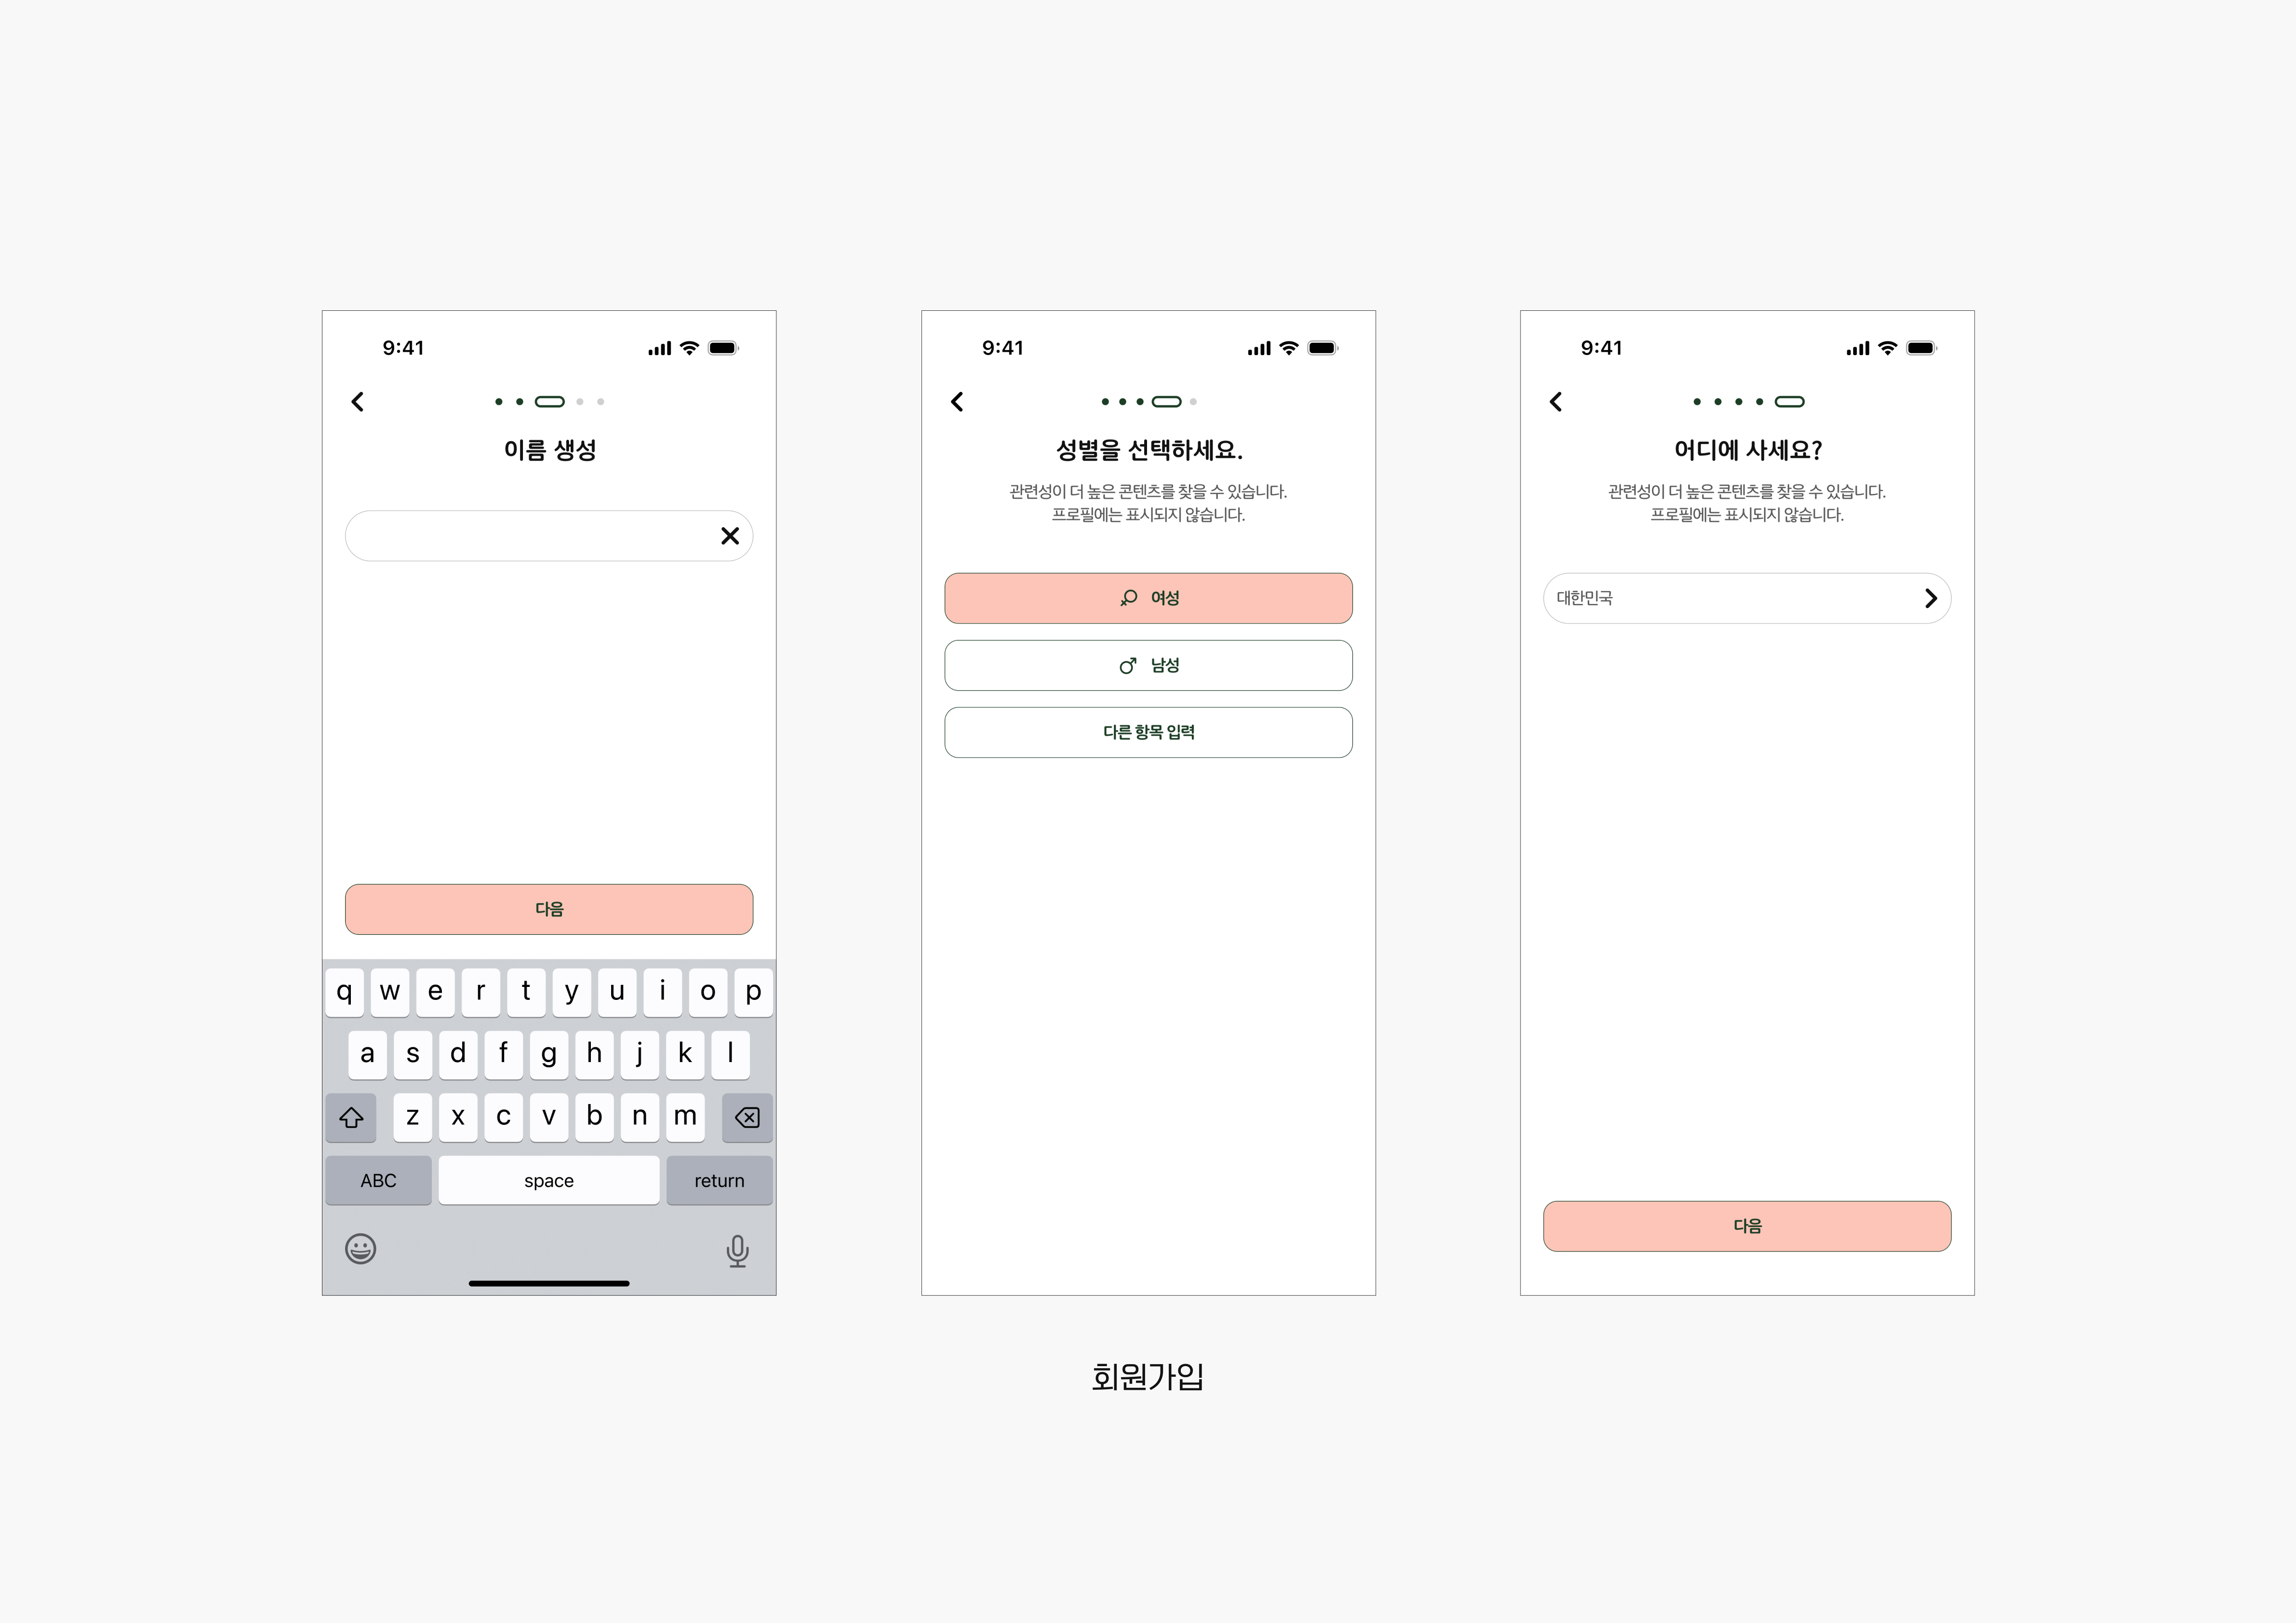 9:41
이름 생성
다음
q w e r t y u i o p
a s d f g h j k l
z x c v b n m
ABC space return
9:41
성별을 선택하세요.
관련성이 더 높은 콘텐츠를 찾을 수 있습니다.
프로필에는 표시되지 않습니다.
여성
남성
다른 항목 입력
9:41
어디에 사세요?
관련성이 더 높은 콘텐츠를 찾을 수 있습니다.
프로필에는 표시되지 않습니다.
대한민국
다음
회원가입